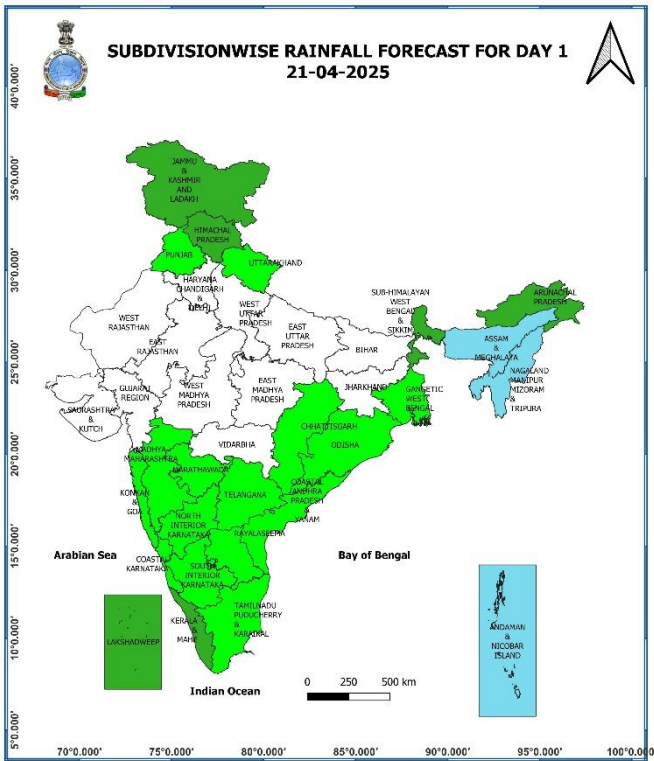 SUBDIVISIONWISE RAINFALL FORECAST FOR DAY 1
21-04-2025
40°0.000'
35°0.000'
30°0.000'
25°0.000'
20°0.000'
15°0.000'
10°0.000'
5°0.000'
JAMMU
&
KASHMIR
AND
LADAKH
HIMACHAL
PRADESH
PUNJAB
UTTARAKHAND
HARYANA
CHANDIGARH
&
DELHI
WEST
RAJASTHAN
WEST
UTTAR
PRADESH
EAST
RAJASTHAN
EAST
UTTAR
PRADESH
SUB-HIMALAYAN
WEST
BENGAL
&
SIKKIM
ARUNACHAL
PRADESH
ASSAM
&
MEGHALAYA
BIHAR
NAGALAND
MANIPUR
MIZORAM
&
TRIPURA
GUJARAT
REGION
WEST
MADHYA
PRADESH
EAST
MADHYA
PRADESH
JHARKHAND
GANGETIC
WEST
BENGAL
SAURASHTRA
&
KUTCH
CHHATTISGARH
VIDARBHA
ODISHA
MADHYA
MAHARASHTRA
MARATHAWADA
KONKAN
&
GOA
TELANGANA
COASTAL
ANDHRA
PRADESH
&
YANAM
NORTH
INTERIOR
KARNATAKA
RAYALASEEMA
Arabian Sea
Bay of Bengal
COASTAL
KARNATAKA
SOUTH
INTERIOR
KARNATAKA
TAMILNADU
PUDUCHERRY
&
KARAIKAL
KERALA
&
MAHE
LAKSHADWEEP
ANDAMAN
&
NICOBAR
ISLAND
Indian Ocean
0 250 500 km
70°0.000' 75°0.000' 80°0.000' 85°0.000' 90°0.000' 95°0.000' 100°0.000'